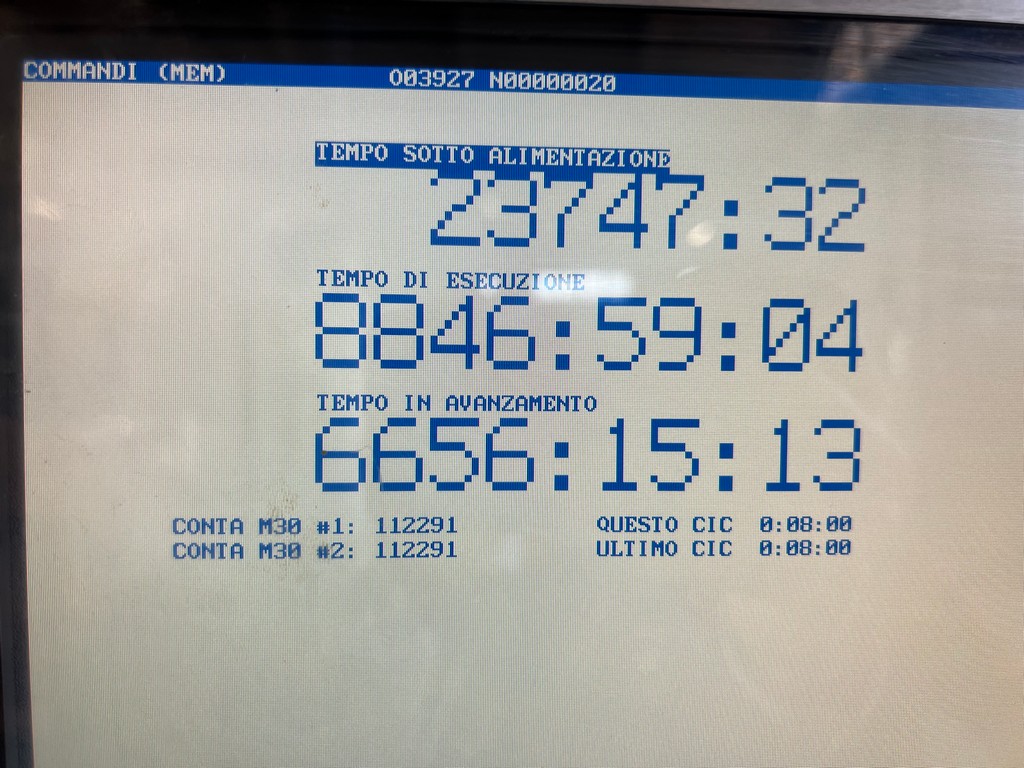 COMMANDI (MEM) O03927 N00000020
TEMPO SOTTO ALIMENTAZIONE
23747:32
TEMPO DI ESECUZIONE
8846:59:04
TEMPO IN AVANZAMENTO
6656:15:13
CONTA M30 #1: 112291 QUESTO CIC 0:08:00
CONTA M30 #2: 112291 ULTIMO CIC 0:08:00